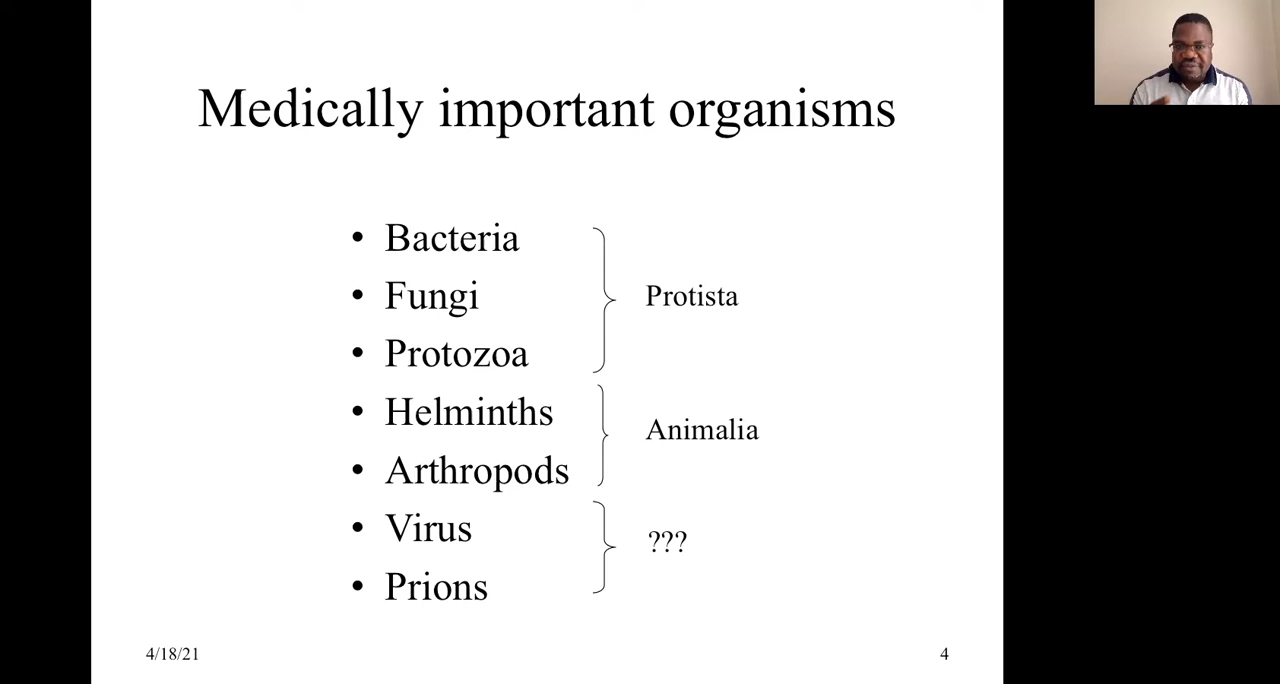 Medically important organisms
• Bacteria
• Fungi
• Protozoa
Protista
• Helminths
• Arthropods
Animalia
• Virus
• Prions
???
4/18/21
4